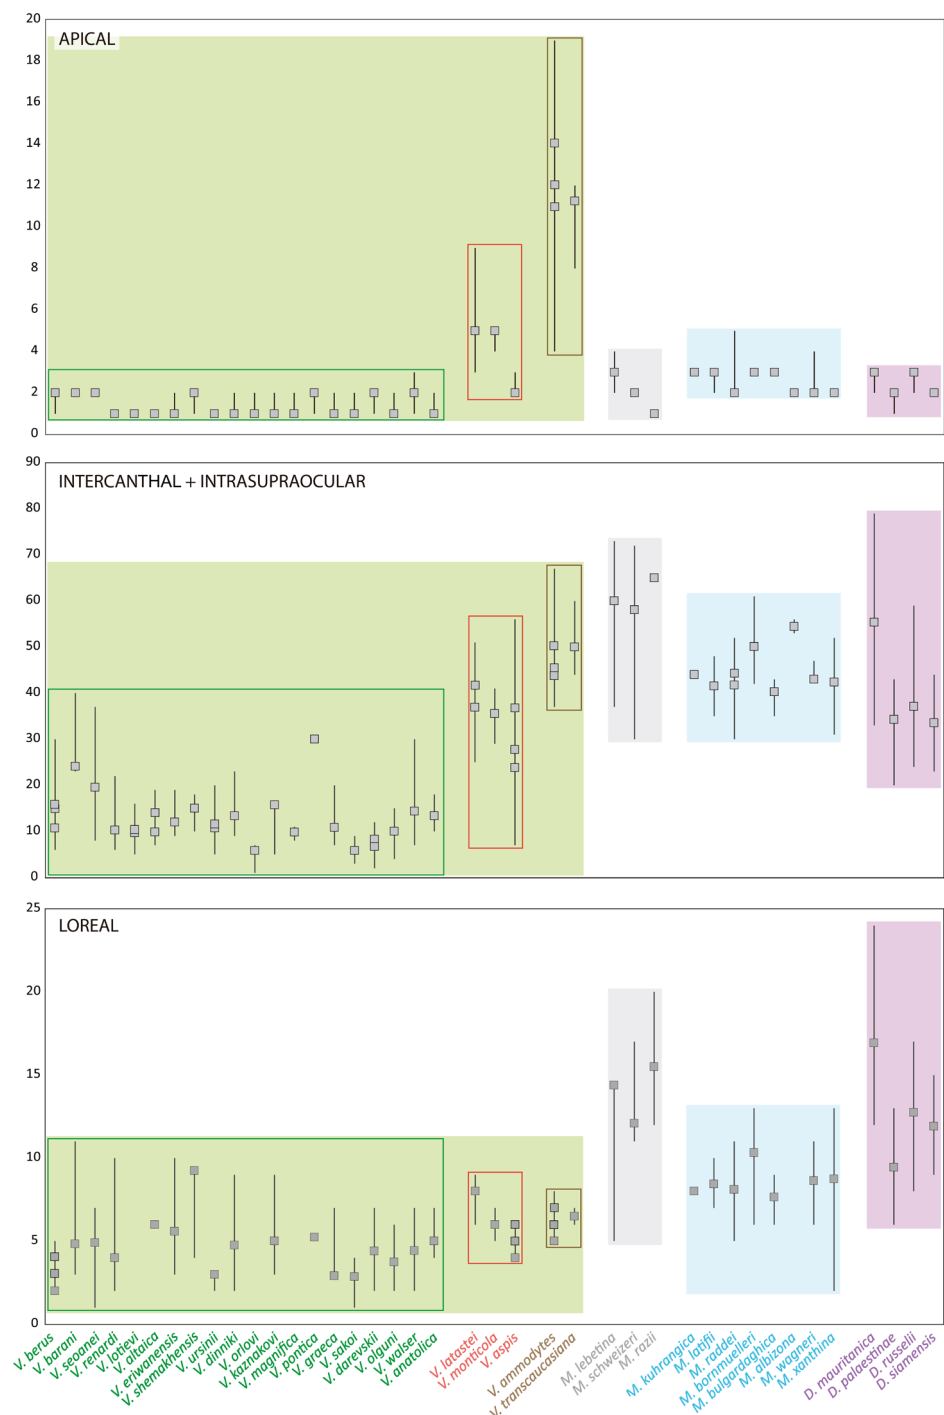 20
APICAL
18
16
14
12
10
8
6
4
2
0
90
INTERCANTHAL + INTRASUPRAOCULAR
80
70
60
50
40
30
20
10
0
25
LOREAL
20
15
10
5
0
V. berus
V. barani
V. seoanei
V. renardi
V. lotievi
V. altaica
V. eriwanensis
V. shemakhensis
V. ursinii
V. dinniki
V. orlovi
V. kaznakovi
V. magnifica
V. pontica
V. graeca
V. sakoi
V. darevskii
V. olguni
V. walser
V. anatolica
V. latastei
V. monticola
V. aspis
V. ammodytes
V. transcaucasiana
M. lebetina
M. schweizeri
M. razii
M. kuhrangica
M. latifii
M. raddei
M. bornmuelleri
M. bulgardaghica
M. albizona
M. wagneri
M. xanthina
D. mauritanica
D. palaestinae
D. russelii
D. siamensis